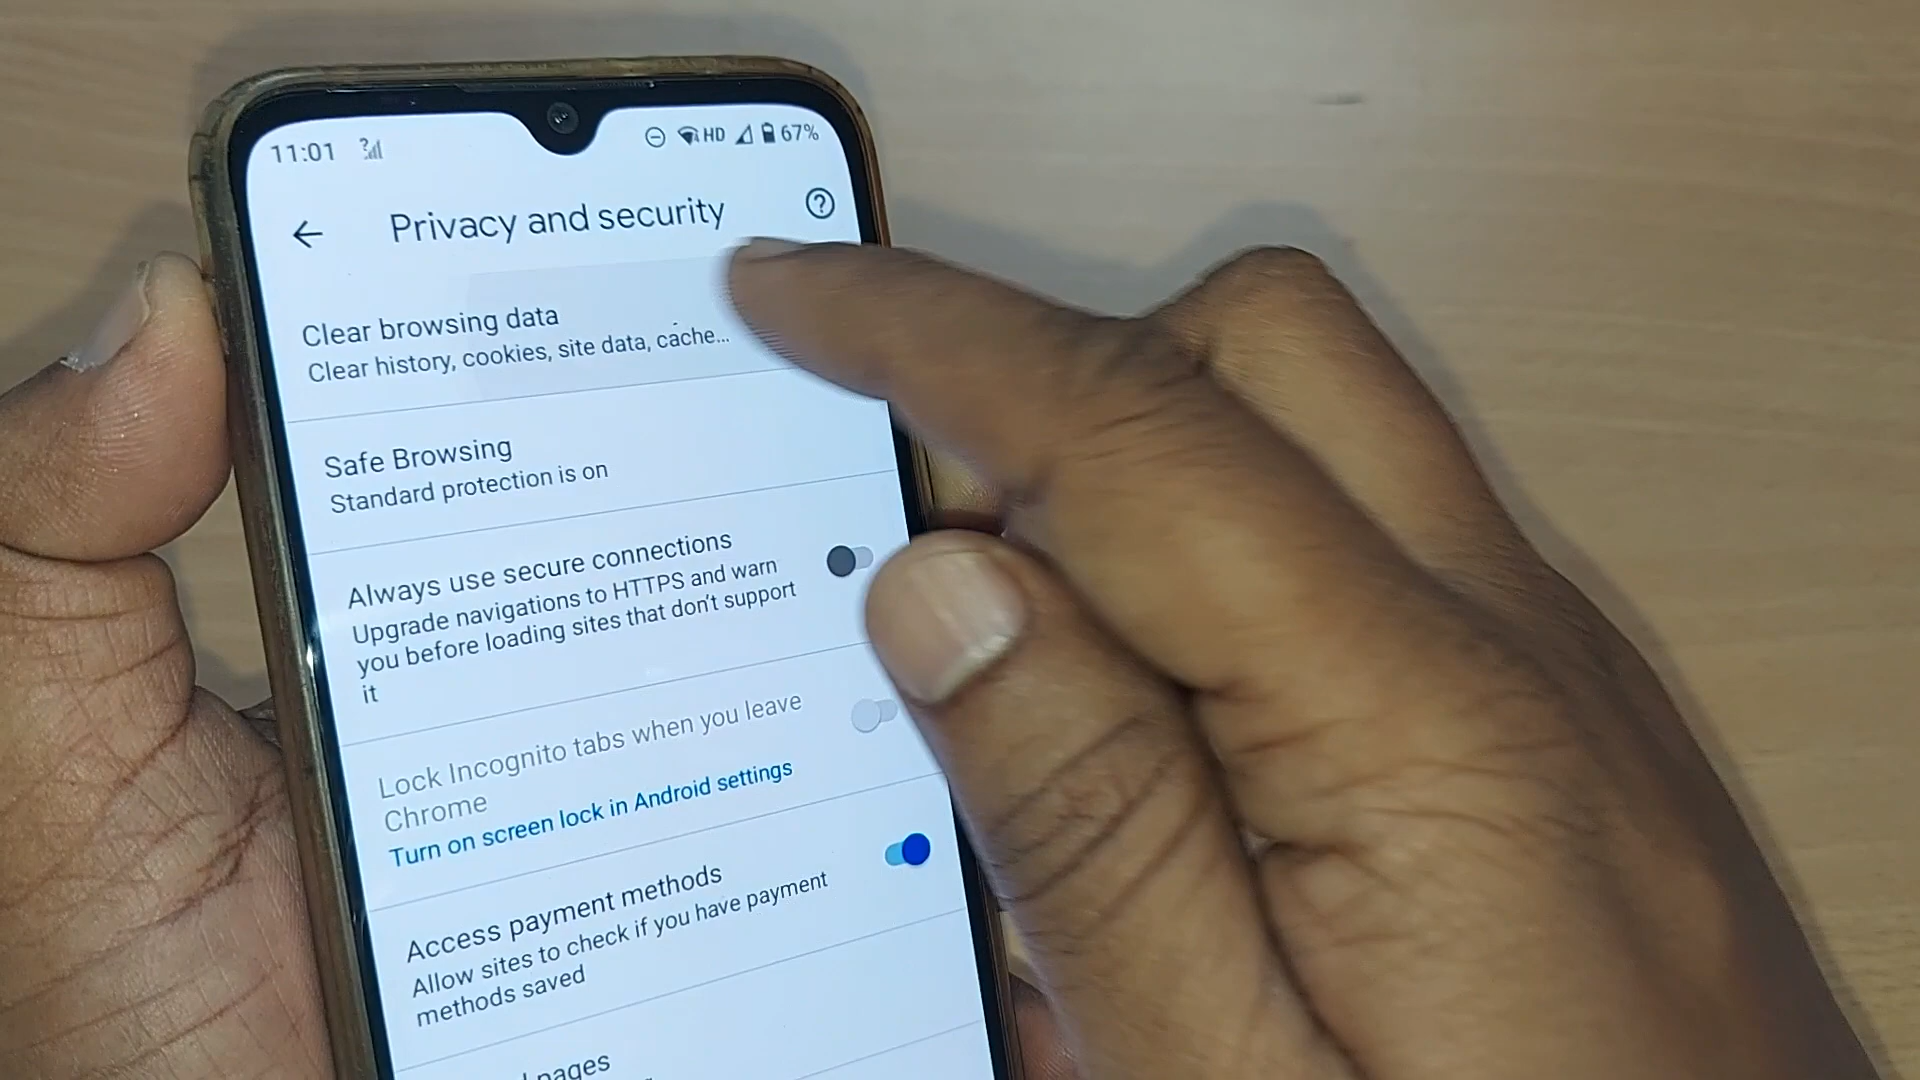 11:01 HD 67%
Privacy and security
Clear browsing data
Clear history, cookies, site data, cache...
Safe Browsing
Standard protection is on
Always use secure connections
Upgrade navigations to HTTPS and warn
you before loading sites that don't support
it
Lock Incognito tabs when you leave
Chrome
Turn on screen lock in Android settings
Access payment methods
Allow sites to check if you have payment
methods saved
pages